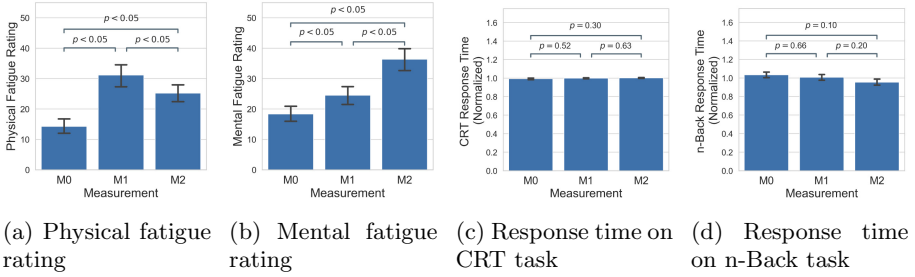 p < 0.05
p < 0.05
p < 0.05
50
40
30
20
10
0
Physical Fatigue Rating
M0 M1 M2
Measurement
p < 0.05
p < 0.05
p < 0.05
50
40
30
20
10
0
Mental Fatigue Rating
M0 M1 M2
Measurement
p = 0.30
p = 0.52
p = 0.63
1.6
1.4
1.2
1.0
0.8
0.6
0.4
0.2
0.0
CRT Response Time
(Normalized)
M0 M1 M2
Measurement
p = 0.10
p = 0.66
p = 0.20
1.6
1.4
1.2
1.0
0.8
0.6
0.4
0.2
0.0
n-Back Response Time
(Normalized)
M0 M1 M2
Measurement
(a) Physical fatigue
rating
(b) Mental fatigue
rating
(c) Response time on
CRT task
(d) Response time
on n-Back task